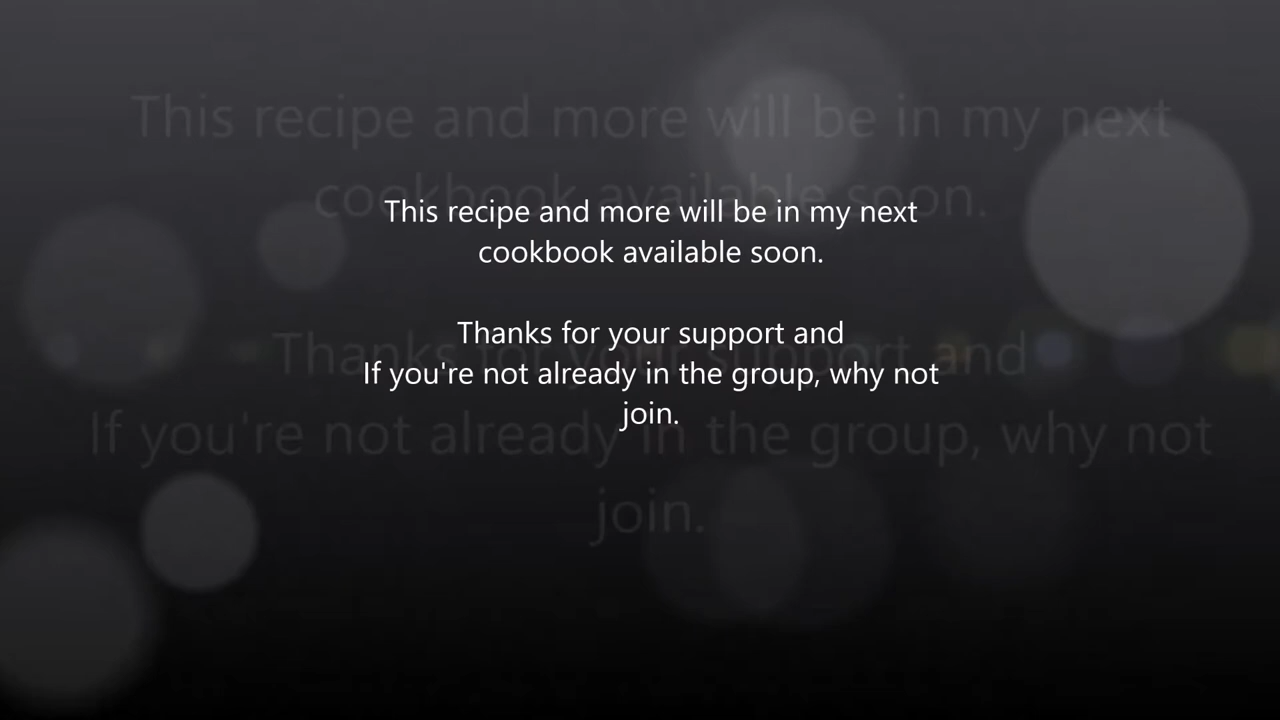 This recipe and more will be in my next
cookbook available soon.
Thanks for your support and
If you're not already in the group, why not
join.